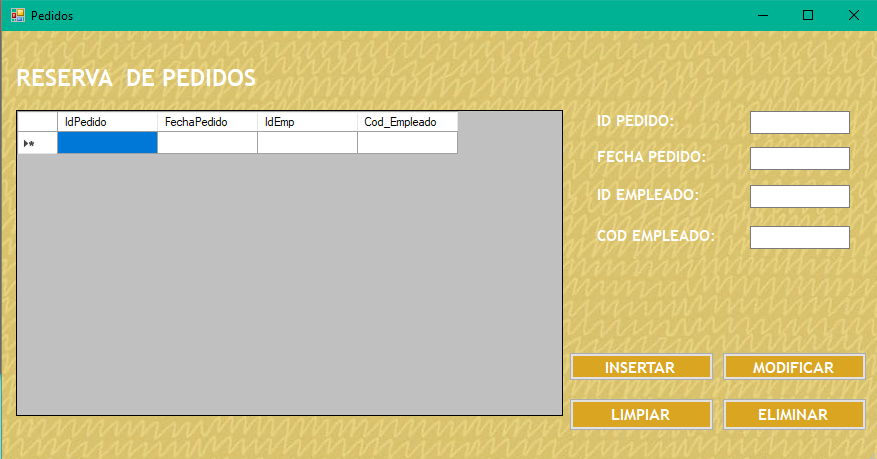 Pedidos
RESERVA DE PEDIDOS
IdPedido FechaPedido IdEmp Cod_Empleado
ID PEDIDO:
FECHA PEDIDO:
ID EMPLEADO:
COD EMPLEADO:
INSERTAR MODIFICAR
LIMPIAR ELIMINAR